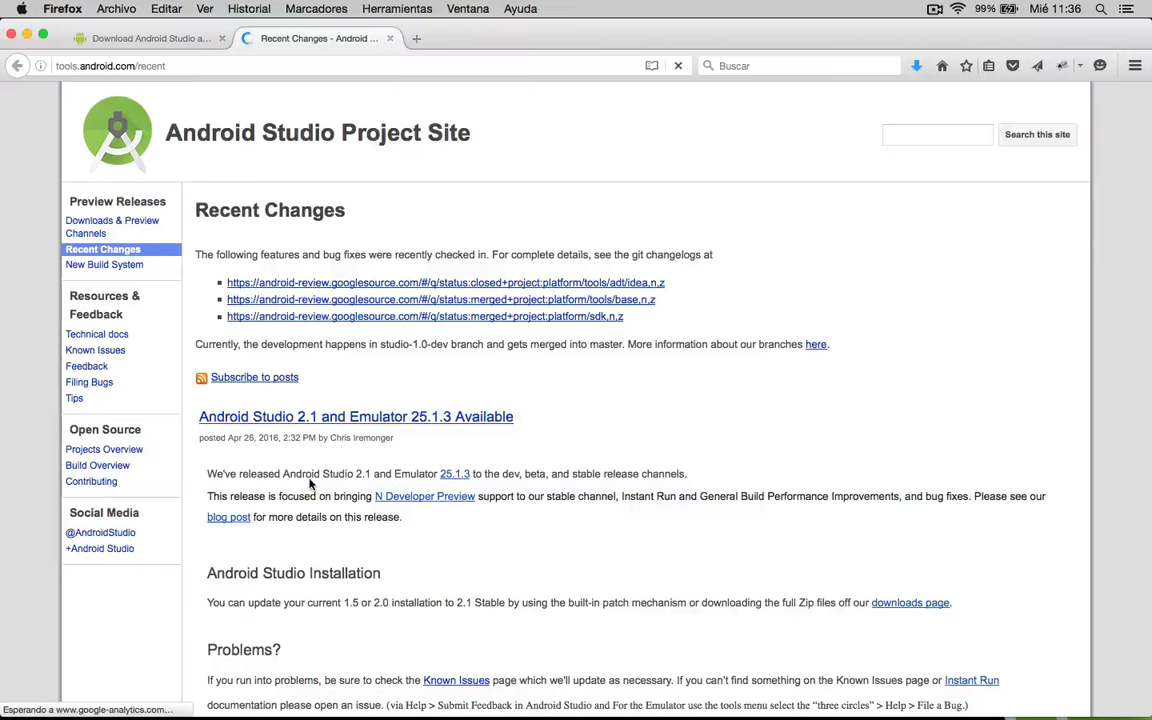 Firefox Archivo Editar Ver Historial Marcadores Herramientas Ventana Ayuda 99% Mié 11:36
Download Android Studio a... Recent Changes - Android ...
tools.android.com/recent Buscar
Android Studio Project Site
Search this site
Preview Releases
Downloads & Preview
Channels
Recent Changes
New Build System
Resources &
Feedback
Technical docs
Known Issues
Feedback
Filing Bugs
Tips
Open Source
Projects Overview
Build Overview
Contributing
Social Media
@AndroidStudio
+Android Studio
Recent Changes
The following features and bug fixes were recently checked in. For complete details, see the git changelogs at
https://android-review.googlesource.com/#/q/status:closed+project:platform/tools/adt/idea,n,z
https://android-review.googlesource.com/#/q/status:merged+project:platform/tools/base,n,z
https://android-review.googlesource.com/#/q/status:merged+project:platform/sdk,n,z
Currently, the development happens in studio-1.0-dev branch and gets merged into master. More information about our branches here.
Subscribe to posts
Android Studio 2.1 and Emulator 25.1.3 Available
posted Apr 26, 2016, 2:32 PM by Chris Iremonger
We've released Android Studio 2.1 and Emulator 25.1.3 to the dev, beta, and stable release channels.
This release is focused on bringing N Developer Preview support to our stable channel, Instant Run and General Build Performance Improvements, and bug fixes. Please see our
blog post for more details on this release.
Android Studio Installation
You can update your current 1.5 or 2.0 installation to 2.1 Stable by using the built-in patch mechanism or downloading the full Zip files off our downloads page.
Problems?
If you run into problems, be sure to check the Known Issues page which we'll update as necessary. If you can't find something on the Known Issues page or Instant Run
documentation please open an issue. (via Help > Submit Feedback in Android Studio and For the Emulator use the tools menu select the “three circles” > Help > File a Bug.)
Esperando a www.google-analytics.com...